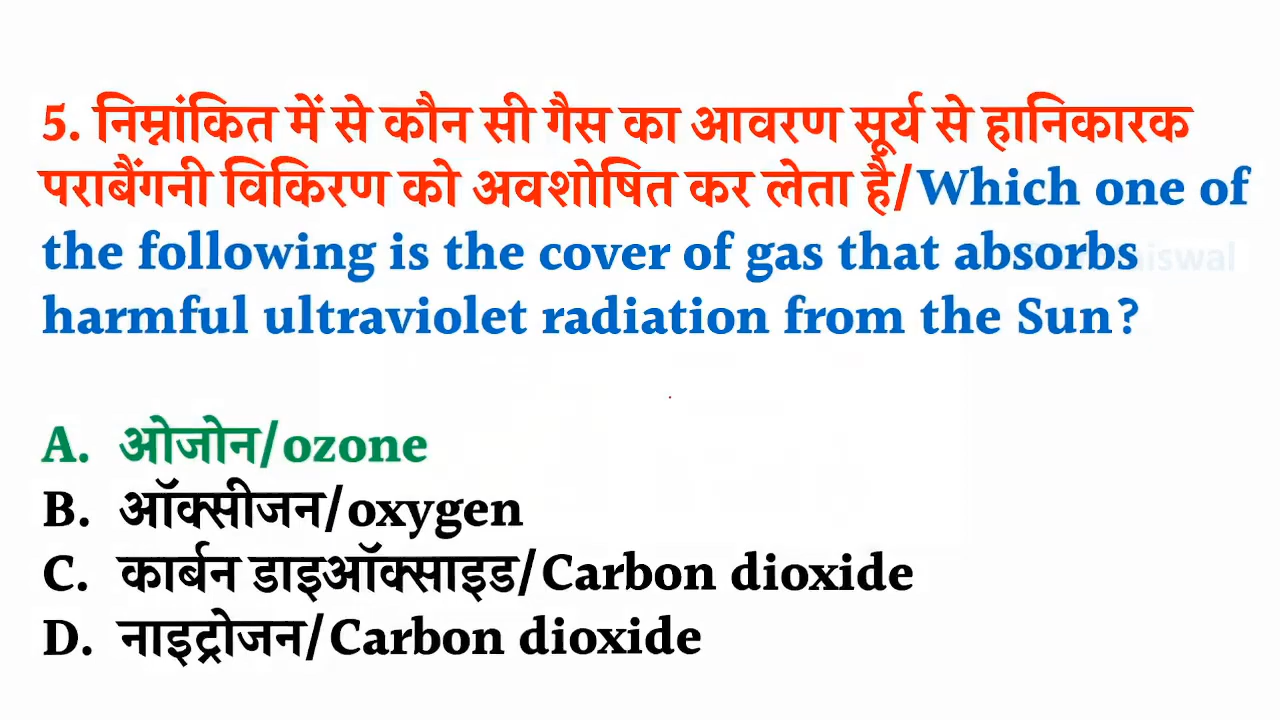 5. निम्नांकित में से कौन सी गैस का आवरण सूर्य से हानिकारक
पराबैंगनी विकिरण को अवशोषित कर लेता है/Which one of
the following is the cover of gas that absorbs
harmful ultraviolet radiation from the Sun?
A. ओजोन/ozone
B. ऑक्सीजन/oxygen
C. कार्बन डाइऑक्साइड/Carbon dioxide
D. नाइट्रोजन/Carbon dioxide